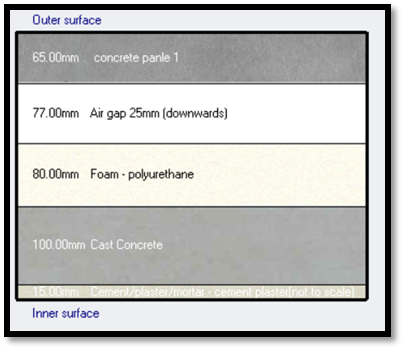 Outer surface
65.00mm concrete panle 1
77.00mm Air gap 25mm (downwards)
80.00mm Foam - polyurethane
100.00mm Cast Concrete
15.00mm Cement/plaster/mortar - cement plaster(not to scale)
Inner surface